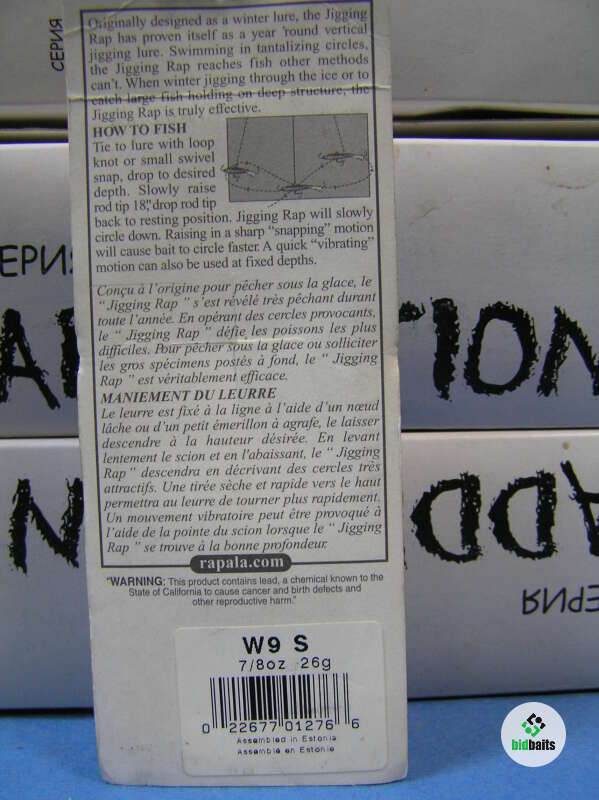 Originally designed as a winter lure, the Jigging
Rap has proven itself as a year 'round vertical
jigging lure. Swimming in tantalizing circles,
the Jigging Rap reaches fish other methods
can't. When winter jigging through the ice or to
catch large fish holding on deep structure, the
Jigging Rap is truly effective.
HOW TO FISH
Tie to lure with loop
knot or small swivel
snap, drop to desired
depth. Slowly raise
rod tip 18," drop rod tip
back to resting position. Jigging Rap will slowly
circle down. Raising in a sharp "snapping" motion
will cause bait to circle faster. A quick "vibrating"
motion can also be used at fixed depths.
Conçu à l'origine pour pêcher sous la glace, le
" Jigging Rap " s'est révélé très pêchant durant
toute l'année. En opérant des cercles provocants,
le " Jigging Rap " défie les poissons les plus
difficiles. Pour pêcher sous la glace ou solliciter
les gros spécimens postés à fond, le " Jigging
Rap " est véritablement efficace.
MANIEMENT DU LEURRE
Le leurre est fixé à la ligne à l'aide d'un nœud
lâche ou d'un petit émerillon à agrafe, le laisser
descendre à la hauteur désirée. En levant
lentement le scion et en l'abaissant, le " Jigging
Rap " descendra en décrivant des cercles très
attractifs. Une tirée sèche et rapide vers le haut
permettra au leurre de tourner plus rapidement.
Un mouvement vibratoire peut être provoqué à
l'aide de la pointe du scion lorsque le " Jigging
Rap " se trouve à la bonne profondeur.
rapala.com
"WARNING: This product contains lead, a chemical known to the
State of California to cause cancer and birth defects and
other reproductive harm."
W9 S
7/8oz 26g
0 22677 01276 6
Assembled in Estonia
Assemblé en Estonie
СЕРИЯ
ЕРИЯ
ION
ADD
ЕРИЯ
bidbaits